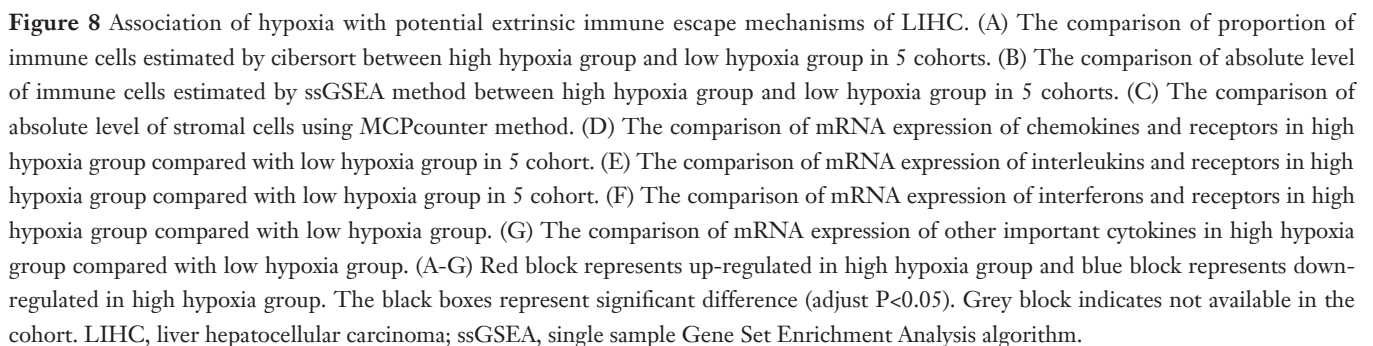 Figure 8 Association of hypoxia with potential extrinsic immune escape mechanisms of LIHC. (A) The comparison of proportion of
immune cells estimated by cibersort between high hypoxia group and low hypoxia group in 5 cohorts. (B) The comparison of absolute level
of immune cells estimated by ssGSEA method between high hypoxia group and low hypoxia group in 5 cohorts. (C) The comparison of
absolute level of stromal cells using MCPcounter method. (D) The comparison of mRNA expression of chemokines and receptors in high
hypoxia group compared with low hypoxia group in 5 cohort. (E) The comparison of mRNA expression of interleukins and receptors in high
hypoxia group compared with low hypoxia group in 5 cohort. (F) The comparison of mRNA expression of interferons and receptors in high
hypoxia group compared with low hypoxia group. (G) The comparison of mRNA expression of other important cytokines in high hypoxia
group compared with low hypoxia group. (A-G) Red block represents up-regulated in high hypoxia group and blue block represents down-
regulated in high hypoxia group. The black boxes represent significant difference (adjust P<0.05). Grey block indicates not available in the
cohort. LIHC, liver hepatocellular carcinoma; ssGSEA, single sample Gene Set Enrichment Analysis algorithm.